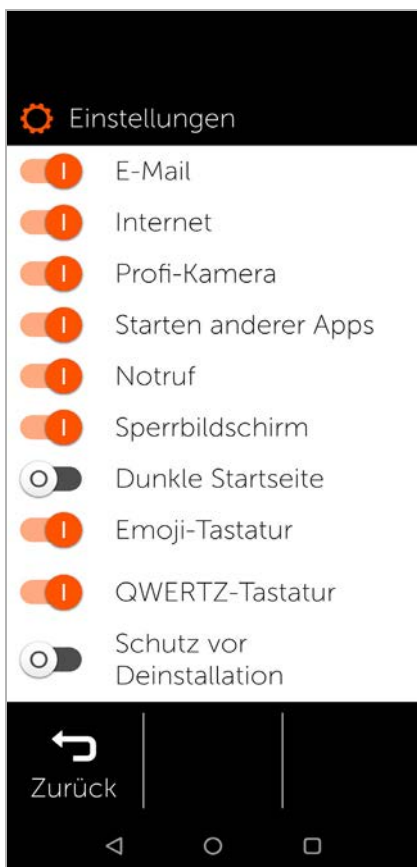 Einstellungen
E-Mail
Internet
Profi-Kamera
Starten anderer Apps
Notruf
Sperrbildschirm
Dunkle Startseite
Emoji-Tastatur
QWERTZ-Tastatur
Schutz vor
Deinstallation
Zurück